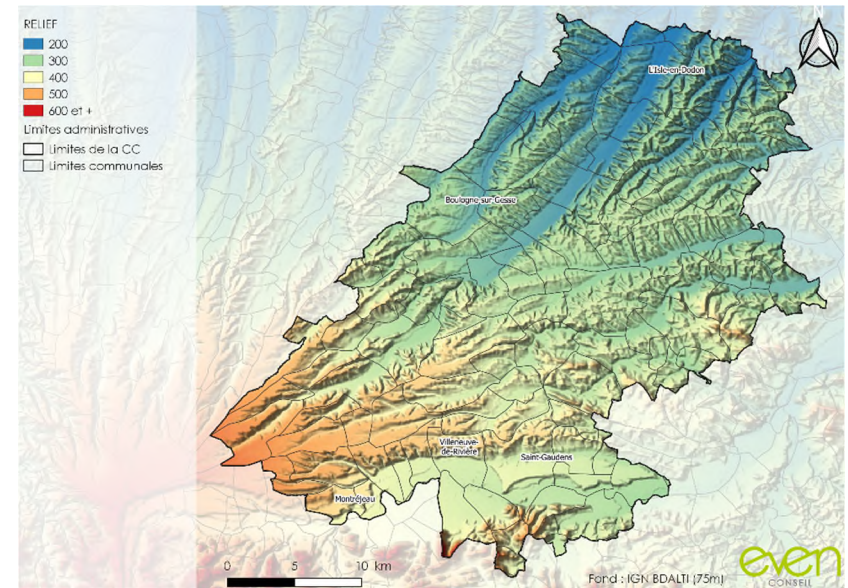 RELIEF
200
300
400
500
600 et +
Limites administratives
Limites de la CC
Limites communales
N
L'Isle-en-Dodon
Boulogne-sur-Gesse
Villeneuve-
de-Rivière
Saint-Gaudens
Montréjeau
0 5 10 km
Fond : IGN BDALTI (75m)
even
CONSEIL